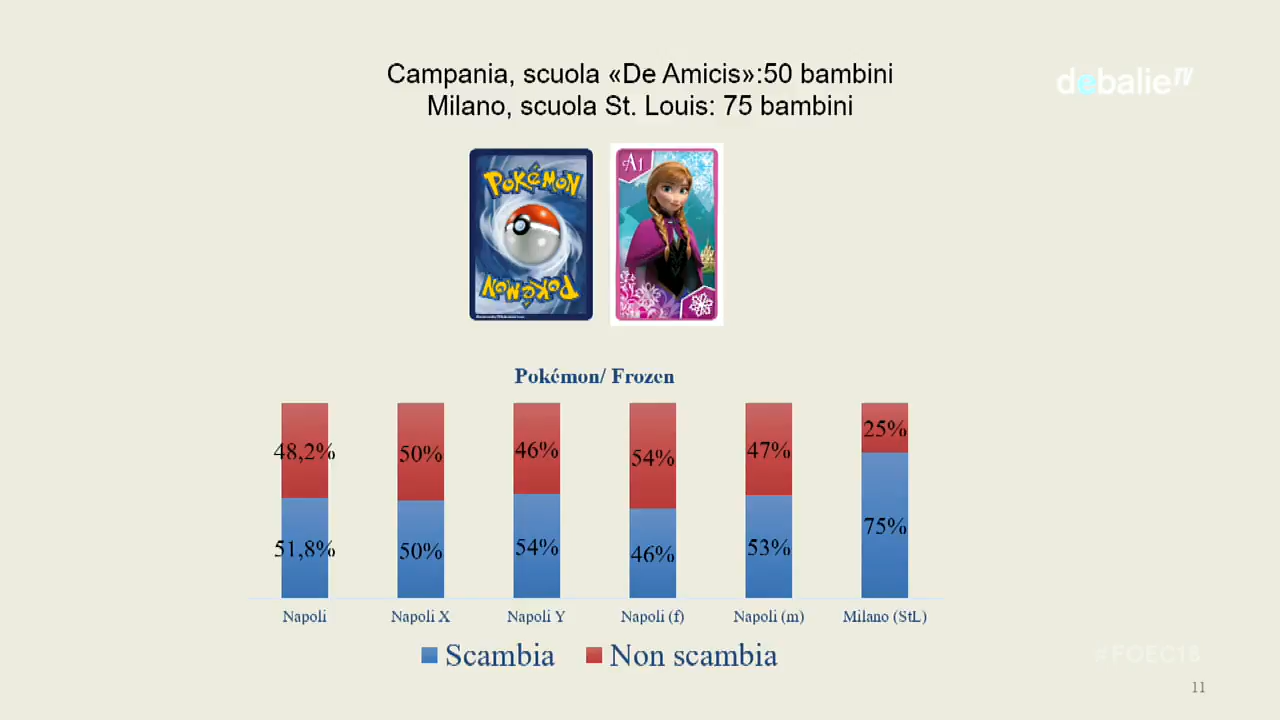 Campania, scuola «De Amicis»:50 bambini
debalie TV
Milano, scuola St. Louis: 75 bambini
POKéMON
POKéMON
A1
Pokémon/ Frozen
48,2% 50% 46% 54% 47% 25%
51,8% 50% 54% 46% 53% 75%
Napoli Napoli X Napoli Y Napoli (f) Napoli (m) Milano (StL)
Scambia Non scambia
#FOEC18
11